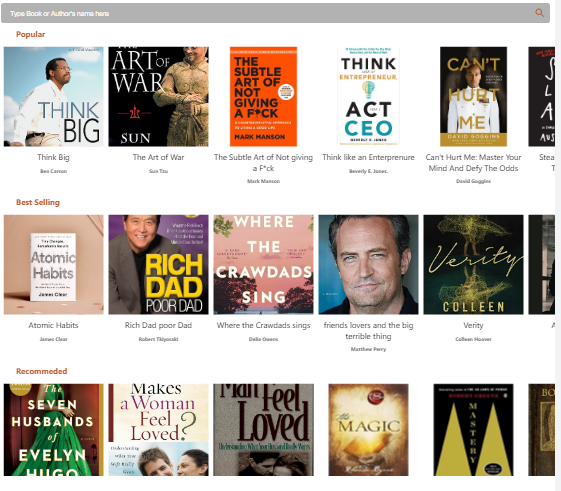 Type Book or Author's name here
Popular
THINK
BIG
ART OF
WAR
SUN
THE
SUBTLE
ART OF
NOT
GIVING
A F*CK
MARK MANSON
THINK
ENTREPRENEUR,
ACT
CEO
BEVERLY E. JONES
CAN'T
HURT
ME
DAVID GOGGINS
Think Big
The Art of War
The Subtle Art of Not giving
a F*ck
Think like an Enterprenure
Can't Hurt Me: Master Your
Mind And Defy The Odds
Stea
T
Ben Carson
Sun Tzu
Mark Manson
Beverly E. Jones.
David Goggins
Best Selling
Atomic
Habits
James Clear
RICH
DAD
POOR DAD
WHERE
THE
CRAWDADS
SING
Verity
COLLEEN
Atomic Habits
Rich Dad poor Dad
Where the Crawdads sings
friends lovers and the big
terrible thing
Verity
A
James Clear
Robert Tkiyosaki
Delia Owens
Matthew Perry
Colleen Hoover
Recommeded
The
SEVEN
HUSBANDS
of
EVELYN
HUGO
Makes
a Woman
Feel
Loved?
Man Feel
Loved
The
MAGIC
MASTERY
BO